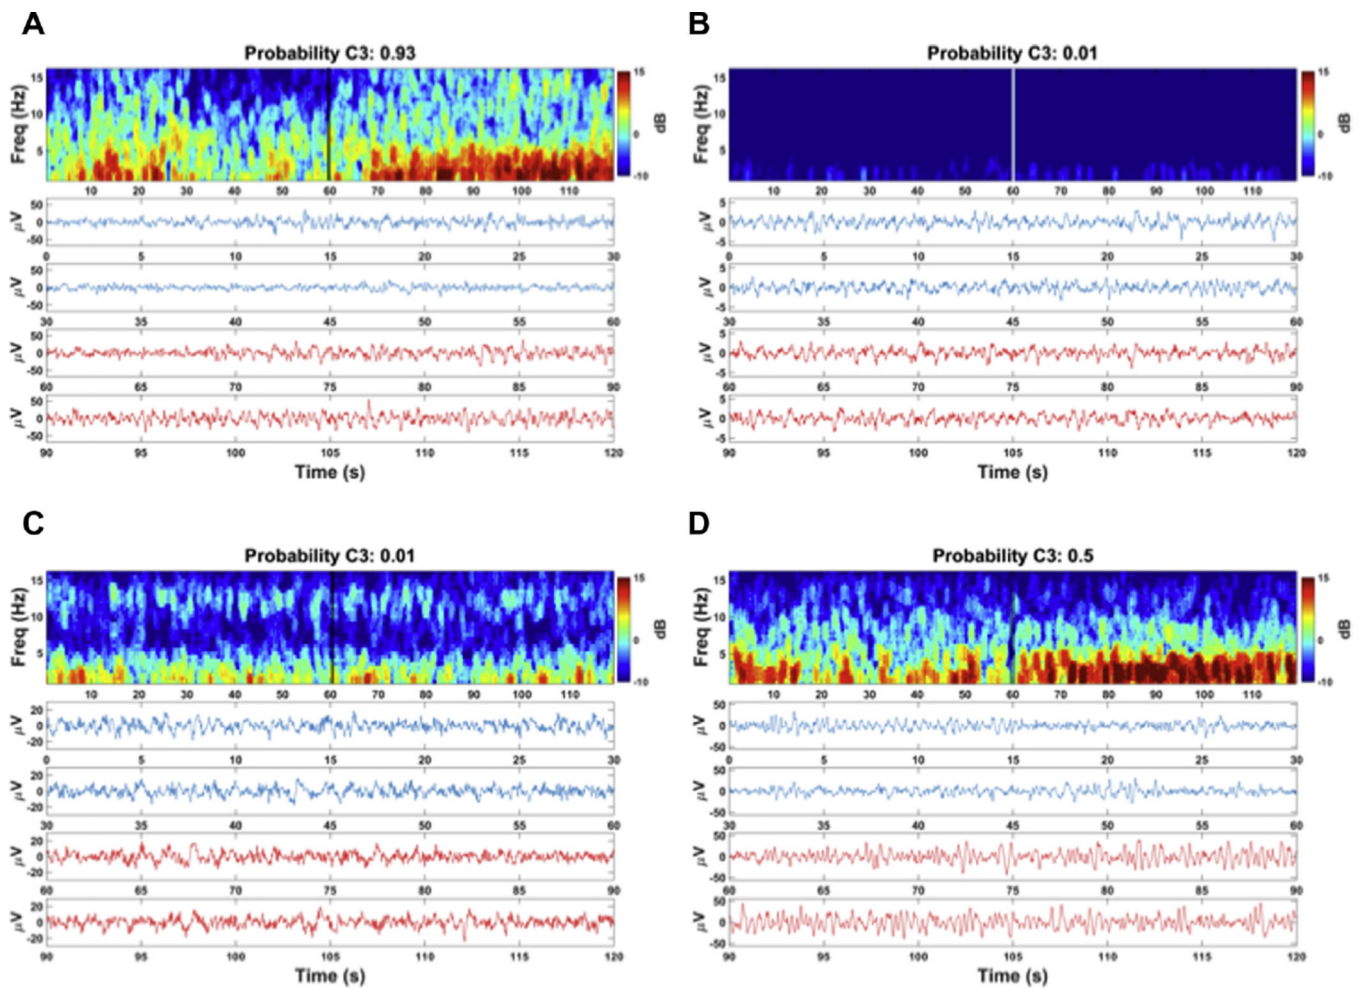 A
Probability C3: 0.93
Freq (Hz)
15
10
5
10 20 30 40 50 60 70 80 90 100 110
15
0
-10
dB
µV
50
0
-50
0 5 10 15 20 25 30
µV
50
0
-50
30 35 40 45 50 55 60
µV
50
0
-50
60 65 70 75 80 85 90
µV
50
0
-50
90 95 100 105 110 115 120
Time (s)
B
Probability C3: 0.01
Freq (Hz)
15
10
5
10 20 30 40 50 60 70 80 90 100 110
15
0
-10
dB
µV
5
0
-5
0 5 10 15 20 25 30
µV
5
0
-5
30 35 40 45 50 55 60
µV
5
0
-5
60 65 70 75 80 85 90
µV
5
0
-5
90 95 100 105 110 115 120
Time (s)
C
Probability C3: 0.01
Freq (Hz)
15
10
5
10 20 30 40 50 60 70 80 90 100 110
15
0
-10
dB
µV
20
0
-20
0 5 10 15 20 25 30
µV
20
0
-20
30 35 40 45 50 55 60
µV
20
0
-20
60 65 70 75 80 85 90
µV
20
0
-20
90 95 100 105 110 115 120
Time (s)
D
Probability C3: 0.5
Freq (Hz)
15
10
5
10 20 30 40 50 60 70 80 90 100 110
15
0
-10
dB
µV
50
0
-50
0 5 10 15 20 25 30
µV
50
0
-50
30 35 40 45 50 55 60
µV
50
0
-50
60 65 70 75 80 85 90
µV
50
0
-50
90 95 100 105 110 115 120
Time (s)